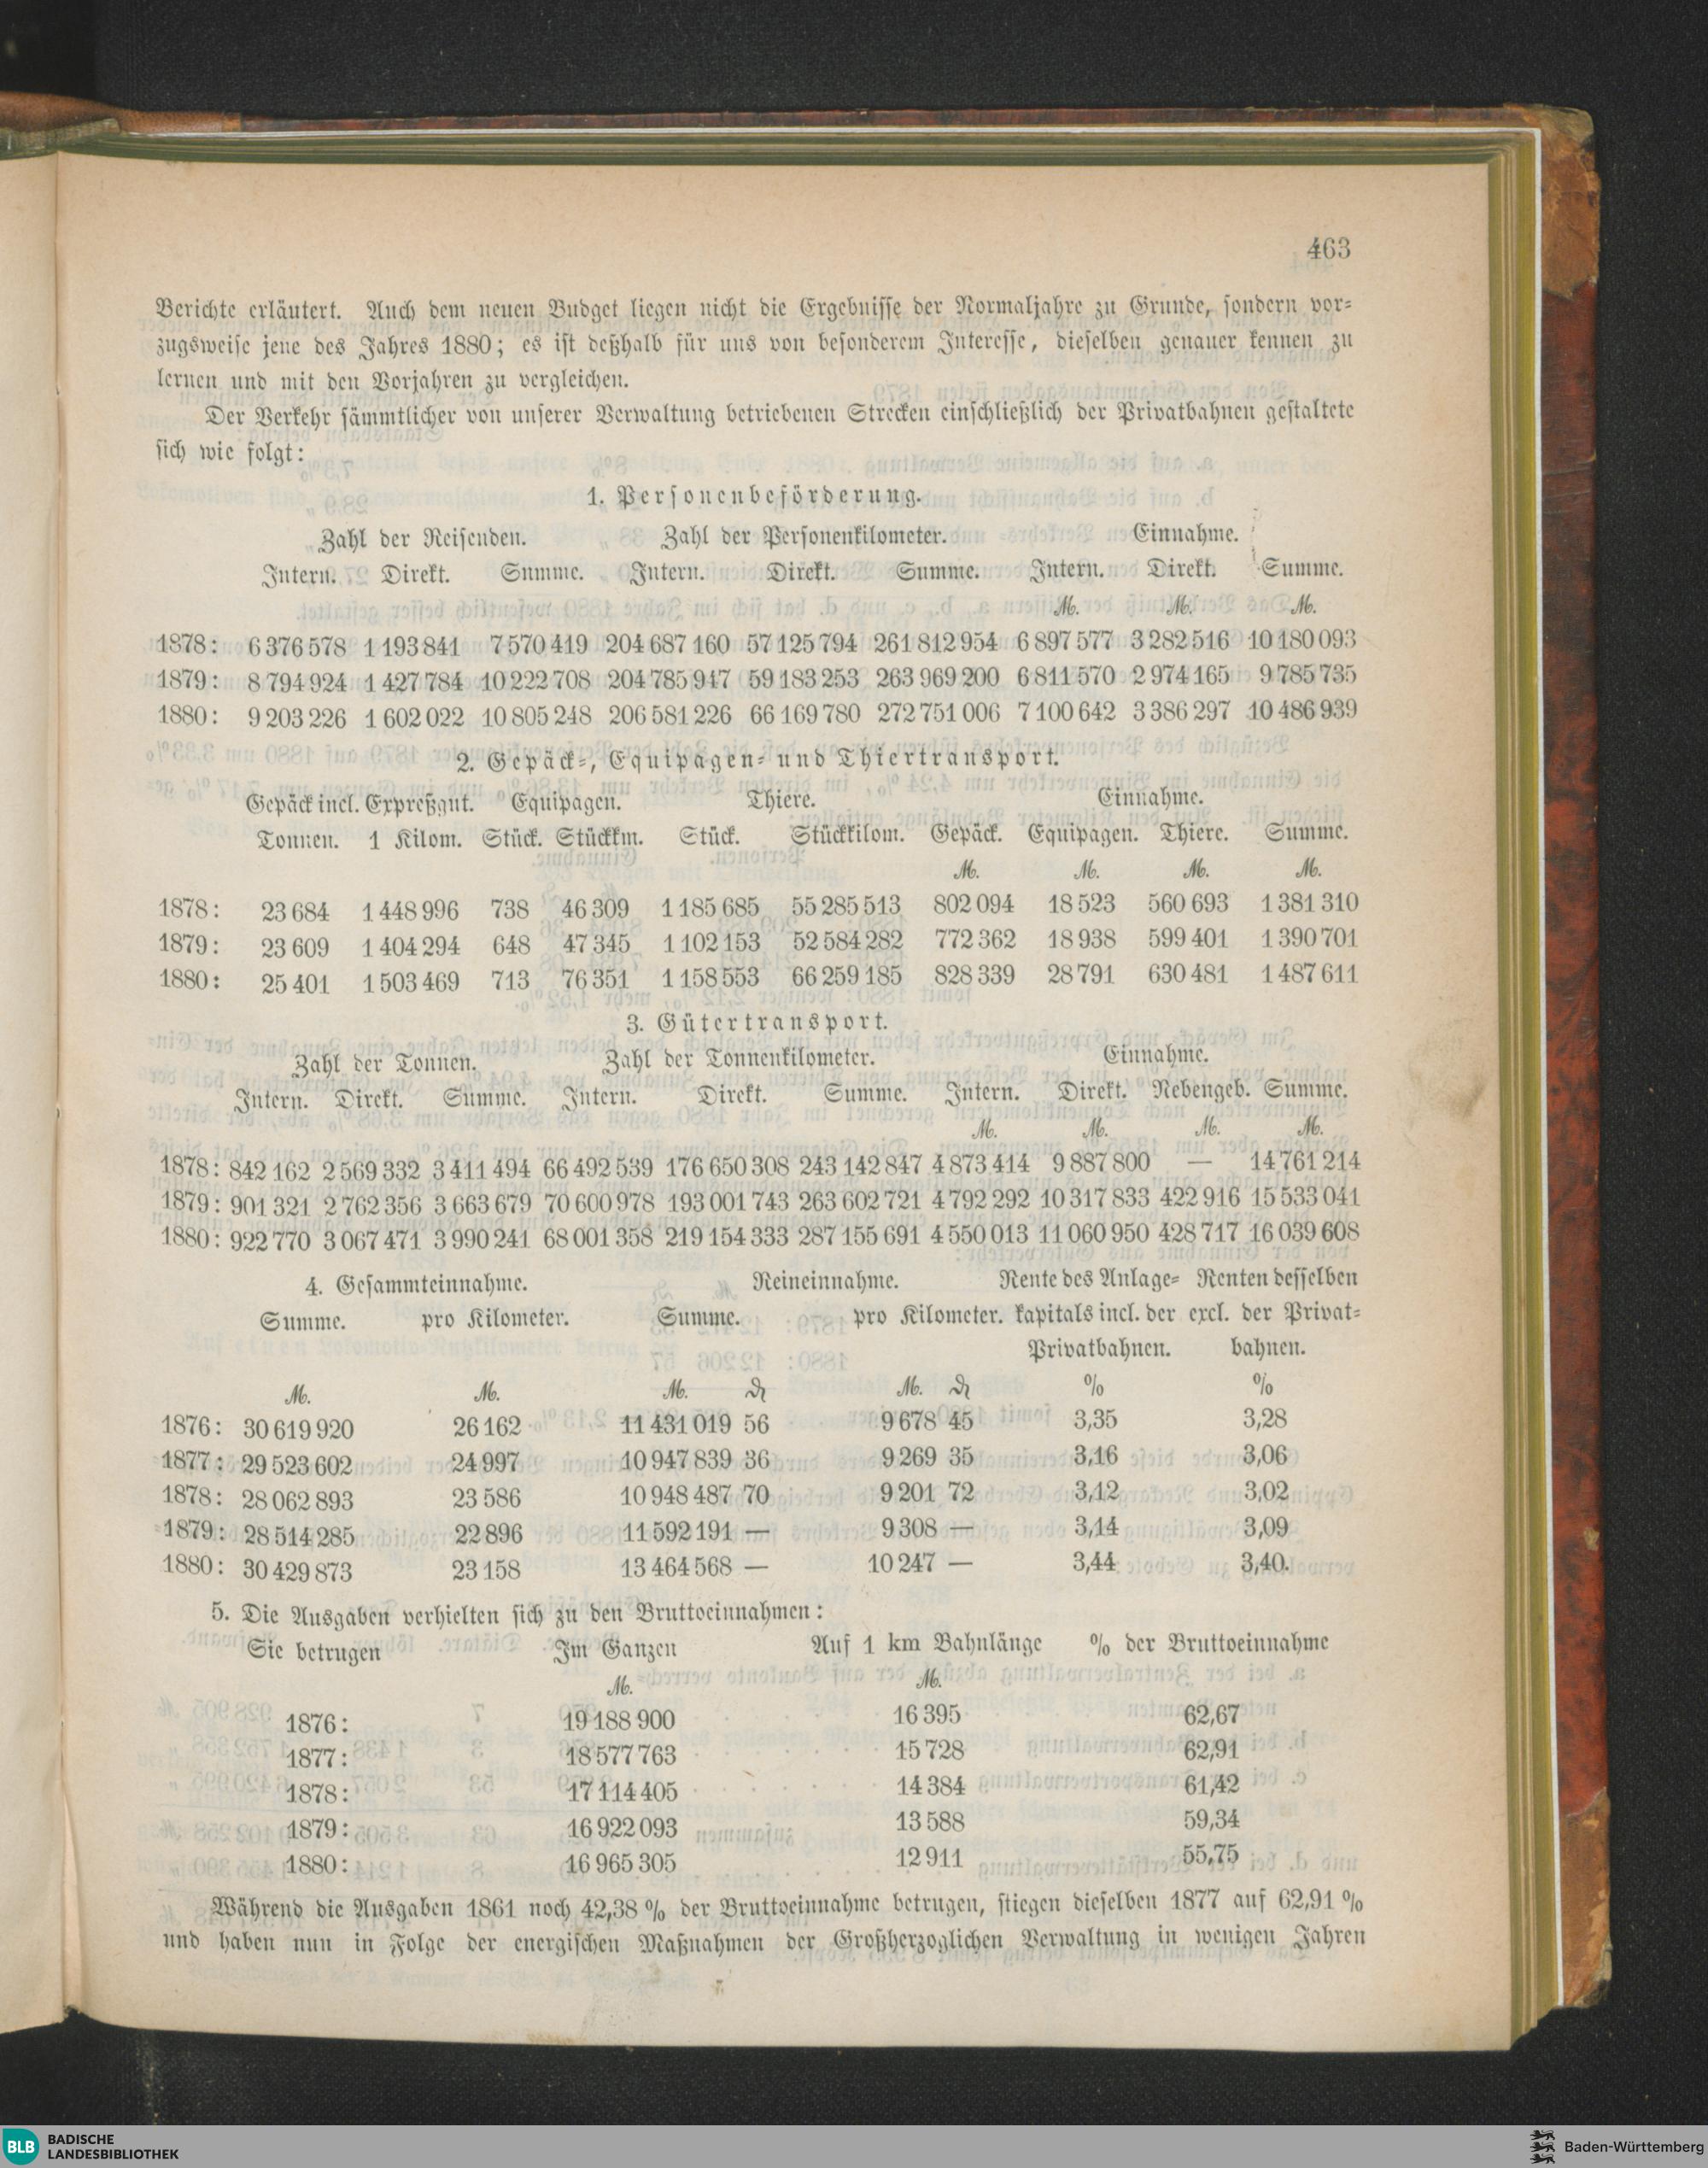 463
Berichte erläutert. Auch dem neuen Budget liegen nicht die Ergebnisse der Normaljahre zu Grunde, sondern vor-
zugsweise jene des Jahres 1880; es ist deßhalb für uns von besonderem Interesse, dieselben genauer kennen zu
lernen und mit den Vorjahren zu vergleichen.
Der Verkehr sämmtlicher von unserer Verwaltung betriebenen Strecken einschließlich der Privatbahnen gestaltete
sich wie folgt:
1. Personenbeförderung.
Zahl der Reisenden. Zahl der Personenkilometer. Einnahme.
Intern. Direkt. Summe. Intern. Direkt. Summe. Intern. Direkt. Summe.
M. M. M.
1878: 6 376 578 1 193 841 7 570 419 204 687 160 57 125 794 261 812 954 6 897 577 3 282 516 10 180 093
1879: 8 794 924 1 427 784 10 222 708 204 785 947 59 183 253 263 969 200 6 811 570 2 974 165 9 785 735
1880: 9 203 226 1 602 022 10 805 248 206 581 226 66 169 780 272 751 006 7 100 642 3 386 297 10 486 939
2. Gepäck-, Equipagen- und Thiertransport.
Gepäck incl. Expreßgut. Equipagen. Thiere. Einnahme.
Tonnen. 1 Kilom. Stück. Stückkm. Stück. Stückkilom. Gepäck. Equipagen. Thiere. Summe.
M. M. M. M.
1878: 23 684 1 448 996 738 46 309 1 185 685 55 285 513 802 094 18 523 560 693 1 381 310
1879: 23 609 1 404 294 648 47 345 1 102 153 52 584 282 772 362 18 938 599 401 1 390 701
1880: 25 401 1 503 469 713 76 351 1 158 553 66 259 185 828 339 28 791 630 481 1 487 611
3. Gütertransport.
Zahl der Tonnen. Zahl der Tonnenkilometer. Einnahme.
Intern. Direkt. Summe. Intern. Direkt. Summe. Intern. Direkt. Nebengeb. Summe.
M. M. M. M.
1878: 842 162 2 569 332 3 411 494 66 492 539 176 650 308 243 142 847 4 873 414 9 887 800 — 14 761 214
1879: 901 321 2 762 356 3 663 679 70 600 978 193 001 743 263 602 721 4 792 292 10 317 833 422 916 15 533 041
1880: 922 770 3 067 471 3 990 241 68 001 358 219 154 333 287 155 691 4 550 013 11 060 950 428 717 16 039 608
4. Gesammteinnahme. Reineinnahme. Rente des Anlage- Renten desselben
Summe. pro Kilometer. Summe. pro Kilometer. kapitals incl. der excl. der Privat-
Privatbahnen. bahnen.
M. M. M. ₰ M. ₰ % %
1876: 30 619 920 26 162 11 431 019 56 9 678 45 3,35 3,28
1877: 29 523 602 24 997 10 947 839 36 9 269 35 3,16 3,06
1878: 28 062 893 23 586 10 948 487 70 9 201 72 3,12 3,02
1879: 28 514 285 22 896 11 592 191 — 9 308 — 3,14 3,09
1880: 30 429 873 23 158 13 464 568 — 10 247 — 3,44 3,40.
5. Die Ausgaben verhielten sich zu den Bruttoeinnahmen:
Sie betrugen Im Ganzen Auf 1 km Bahnlänge % der Bruttoeinnahme
M. M.
1876: 19 188 900 16 395 62,67
1877: 18 577 763 15 728 62,91
1878: 17 114 405 14 384 61,42
1879: 16 922 093 13 588 59,34
1880: 16 965 305 12 911 55,75
Während die Ausgaben 1861 noch 42,38 % der Bruttoeinnahme betrugen, stiegen dieselben 1877 auf 62,91 %
und haben nun in Folge der energischen Maßnahmen der Großherzoglichen Verwaltung in wenigen Jahren
BLB BADISCHE
LANDESBIBLIOTHEK
Baden-Württemberg